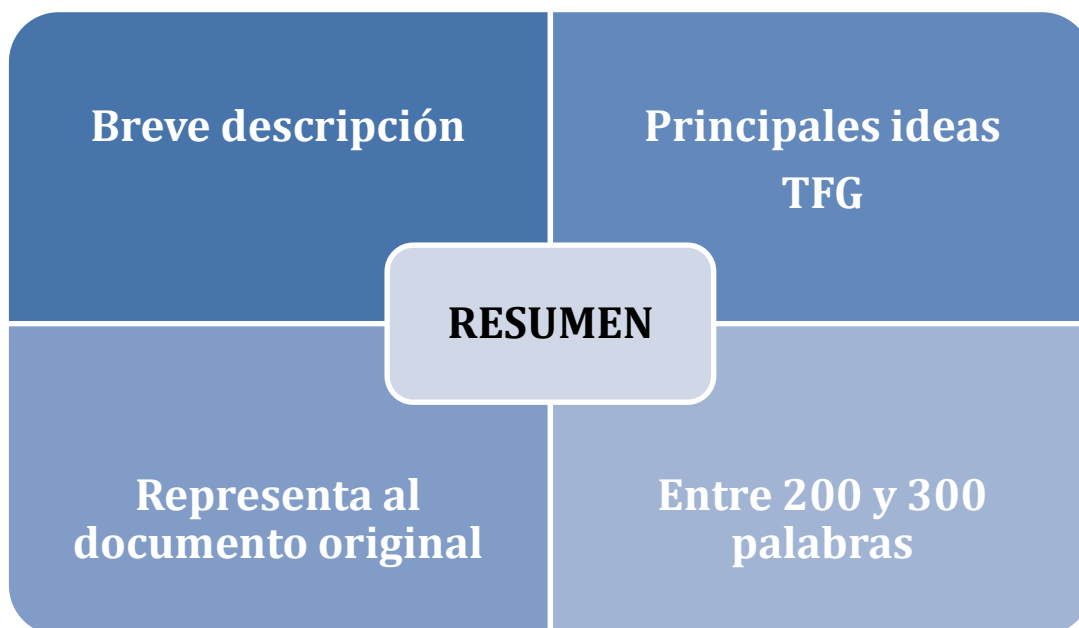 Breve descripción
Principales ideas
TFG
RESUMEN
Representa al
documento original
Entre 200 y 300
palabras